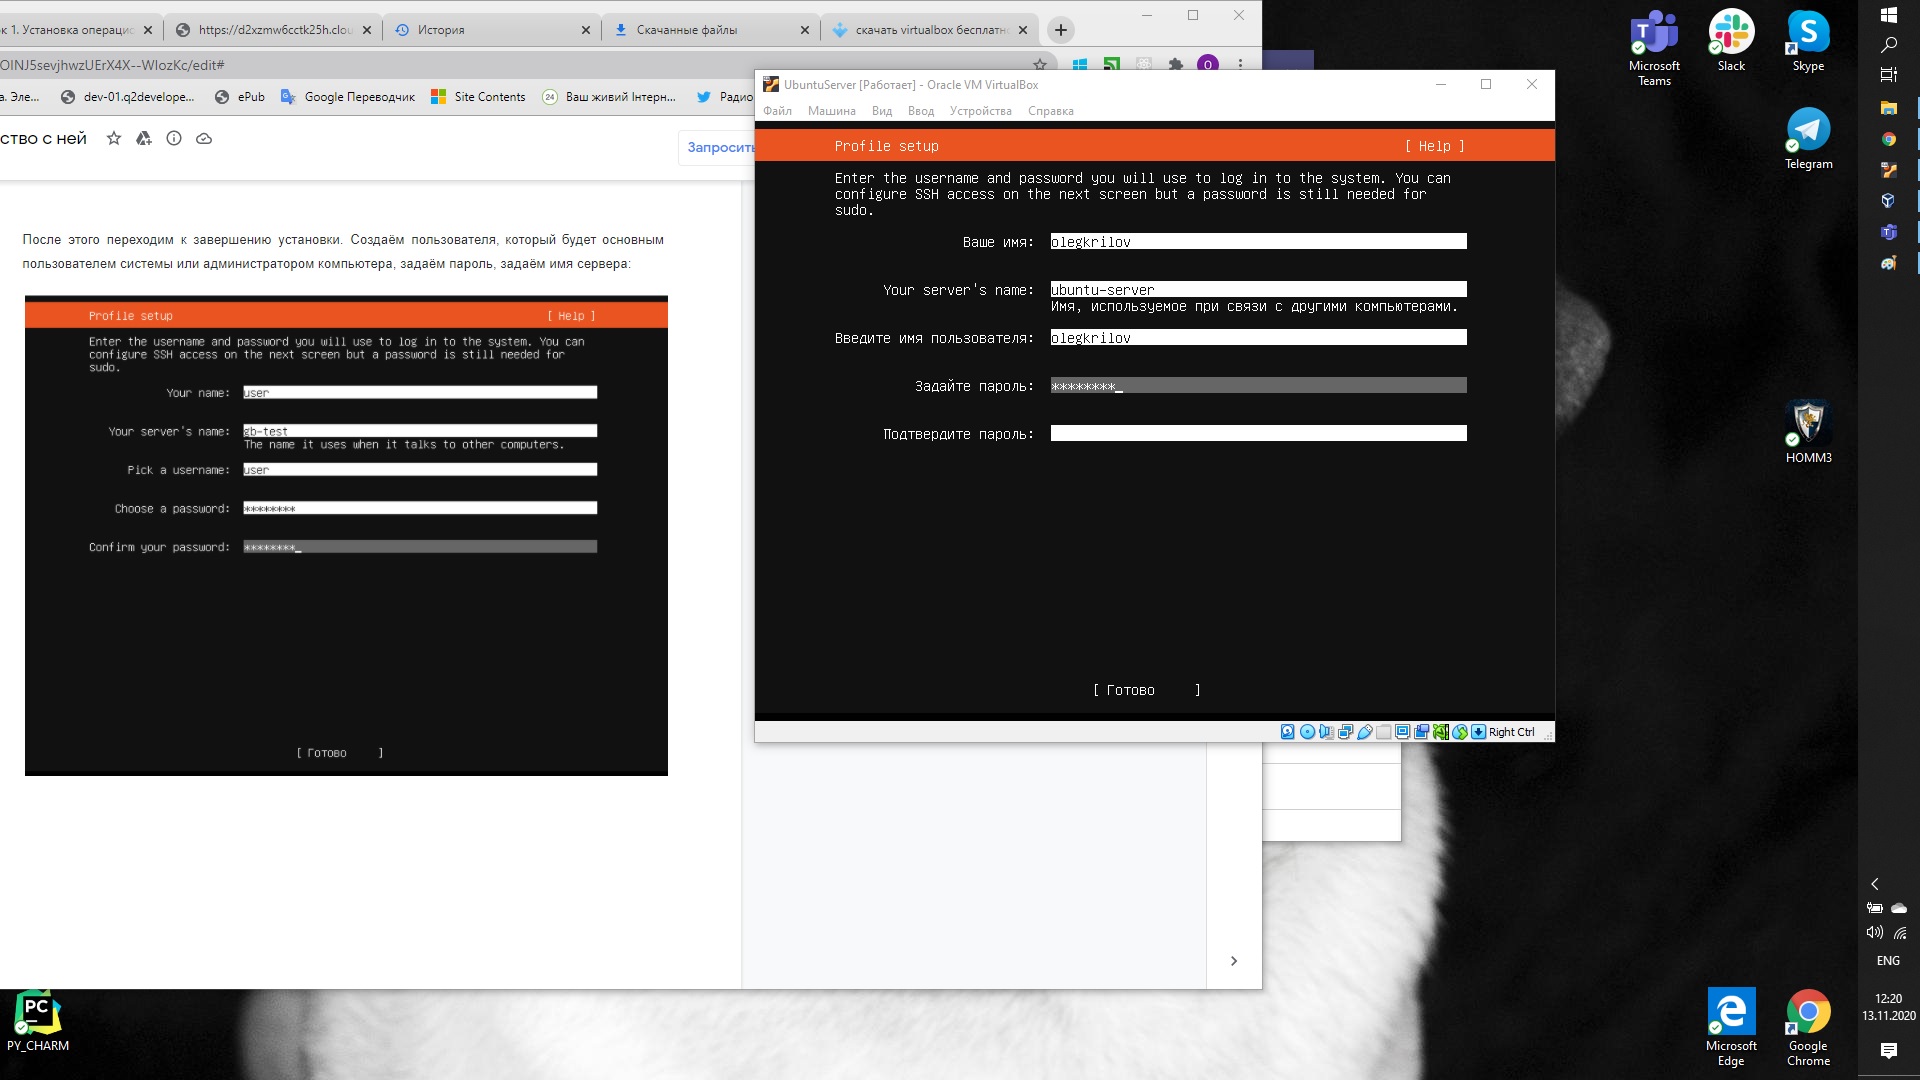 к 1. Установка операцио
https://d2xzmw6cctk25h.clou
История
Скачанные файлы
скачать virtualbox бесплатн
OINJ5sevjhwzUErX4X--WIozKc/edit#
О
а. Эле...
dev-01.q2develope...
ePub
Google Переводчик
Site Contents
24
Ваш живий Інтерн...
Радио
ство с ней
Запросить
После этого переходим к завершению установки. Создаём пользователя, который будет основным
пользователем системы или администратором компьютера, задаём пароль, задаём имя сервера:
Profile setup [ Help ]
Enter the username and password you will use to log in to the system. You can
configure SSH access on the next screen but a password is still needed for
sudo.
Your name: user
Your server's name: gb-test
The name it uses when it talks to other computers.
Pick a username: user
Choose a password: ********
Confirm your password: ********_
[ Готово ]
UbuntuServer [Работает] - Oracle VM VirtualBox
Файл Машина Вид Ввод Устройства Справка
Profile setup [ Help ]
Enter the username and password you will use to log in to the system. You can
configure SSH access on the next screen but a password is still needed for
sudo.
Ваше имя: olegkrilov
Your server's name: ubuntu-server
Имя, используемое при связи с другими компьютерами.
Введите имя пользователя: olegkrilov
Задайте пароль: ********_
Подтвердите пароль:
[ Готово ]
Right Ctrl
Microsoft
Teams
Slack
Skype
Telegram
HOMM3
PC
PY_CHARM
Microsoft
Edge
Google
Chrome
ENG
12:20
13.11.2020